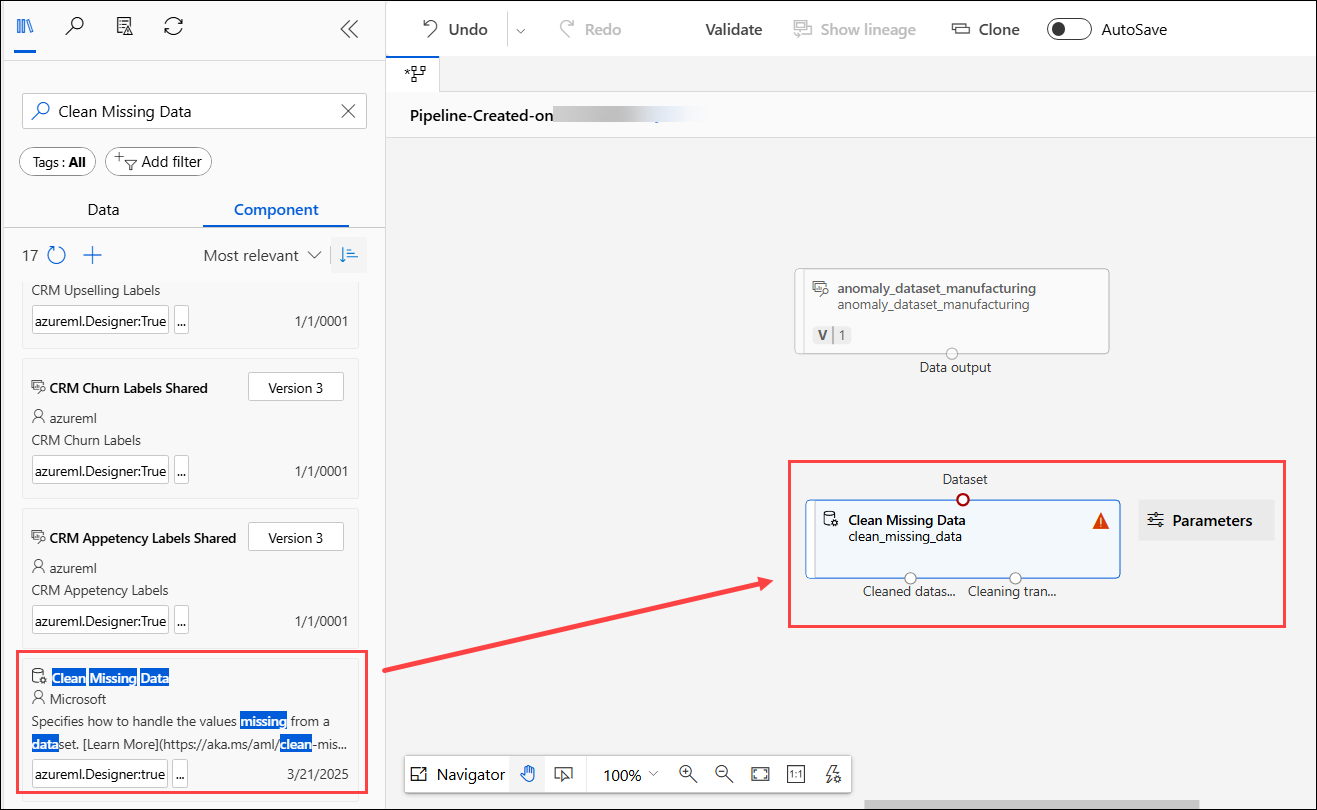 Undo
Redo
Validate
Show lineage
Clone
AutoSave
Clean Missing Data
Tags : All
Add filter
Data
Component
17
Most relevant
CRM Upselling Labels
azureml.Designer:True
...
1/1/0001
CRM Churn Labels Shared
Version 3
azureml
CRM Churn Labels
azureml.Designer:True
...
1/1/0001
CRM Appetency Labels Shared
Version 3
azureml
CRM Appetency Labels
azureml.Designer:True
...
1/1/0001
Clean Missing Data
Microsoft
Specifies how to handle the values missing from a
dataset. [Learn More](https://aka.ms/aml/clean-mis...
azureml.Designer:true
...
3/21/2025
Pipeline-Created-on
anomaly_dataset_manufacturing
anomaly_dataset_manufacturing
V 1
Data output
Dataset
Clean Missing Data
clean_missing_data
Parameters
Cleaned datas...
Cleaning tran...
Navigator
100%
1:1